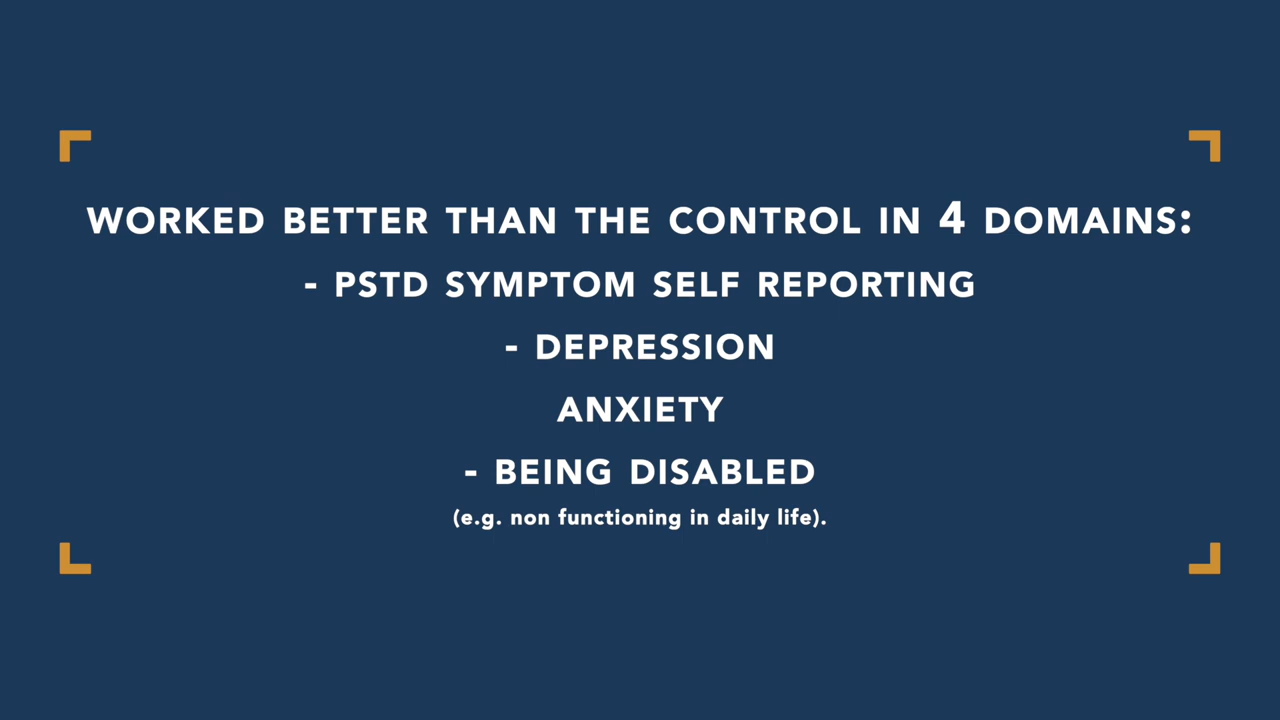 WORKED BETTER THAN THE CONTROL IN 4 DOMAINS:
- PSTD SYMPTOM SELF REPORTING
- DEPRESSION
ANXIETY
- BEING DISABLED
(e.g. non functioning in daily life).